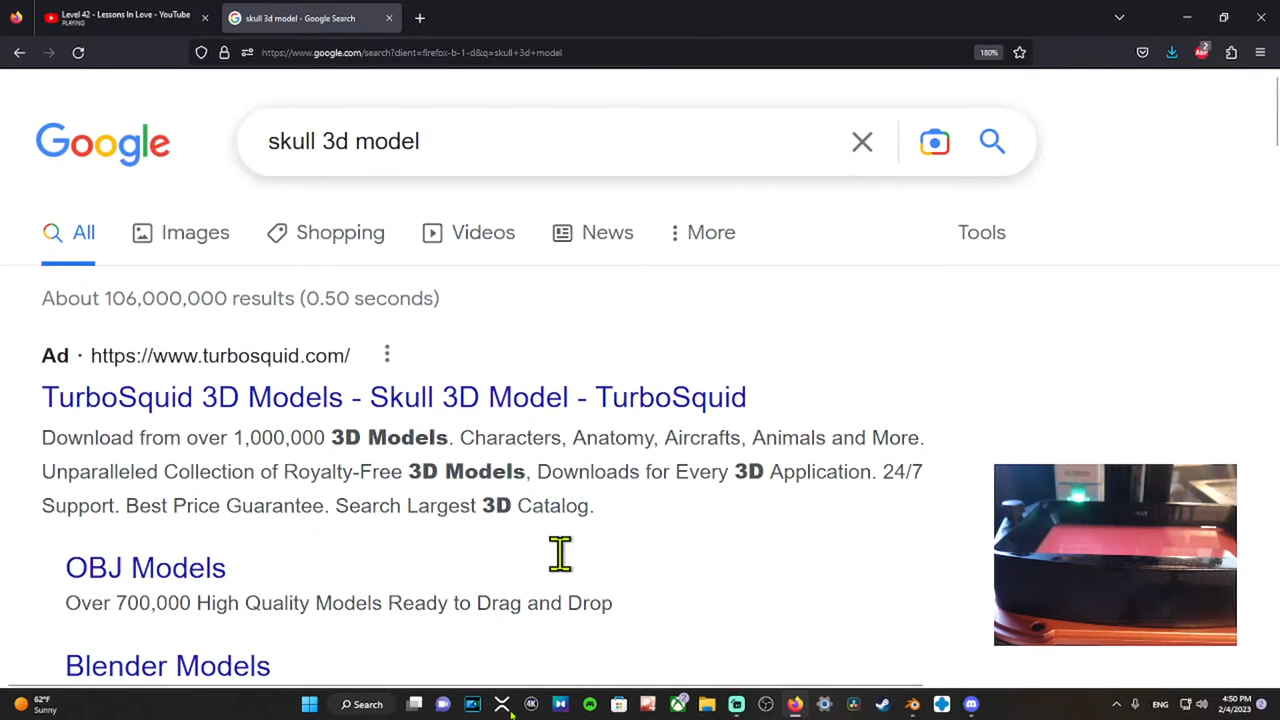 Level 42 - Lessons In Love - YouTube
PLAYING
skull 3d model - Google Search
https://www.google.com/search?client=firefox-b-1-d&q=skull+3d+model
180%
2
Google
skull 3d model
All
Images
Shopping
Videos
News
More
Tools
About 106,000,000 results (0.50 seconds)
Ad · https://www.turbosquid.com/
TurboSquid 3D Models - Skull 3D Model - TurboSquid
Download from over 1,000,000 3D Models. Characters, Anatomy, Aircrafts, Animals and More.
Unparalleled Collection of Royalty-Free 3D Models, Downloads for Every 3D Application. 24/7
Support. Best Price Guarantee. Search Largest 3D Catalog.
OBJ Models
Over 700,000 High Quality Models Ready to Drag and Drop
Blender Models
62°F
Sunny
Search
4K
ENG
4:50 PM
2/4/2023